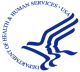 DEPARTMENT OF HEALTH & HUMAN SERVICES • USA